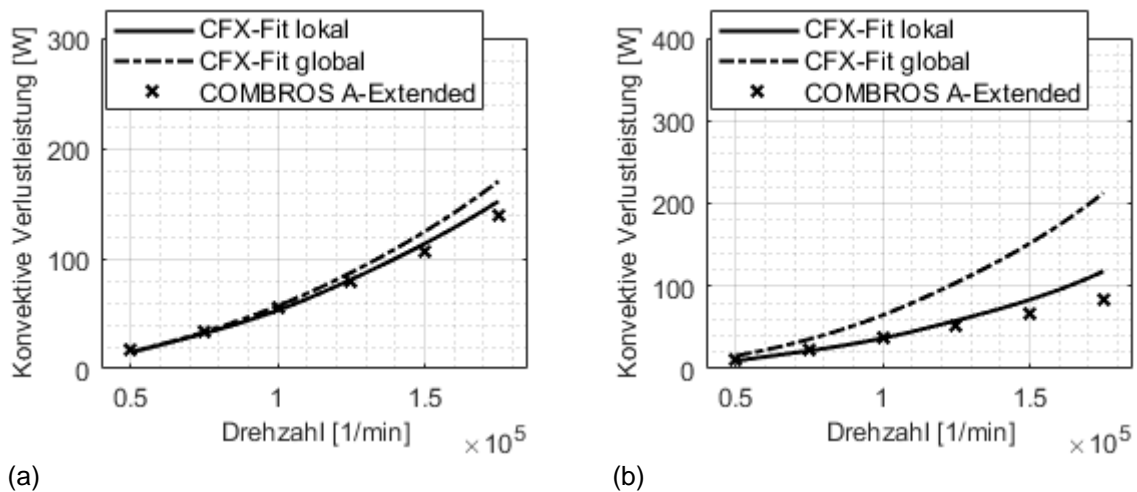 CFX-Fit lokal
CFX-Fit global
COMBROS A-Extended
Konvektive Verlustleistung [W]
300
200
100
0
0.5
1
1.5
Drehzahl [1/min]
× 10^5
(a)
CFX-Fit lokal
CFX-Fit global
COMBROS A-Extended
Konvektive Verlustleistung [W]
400
300
200
100
0
0.5
1
1.5
Drehzahl [1/min]
× 10^5
(b)